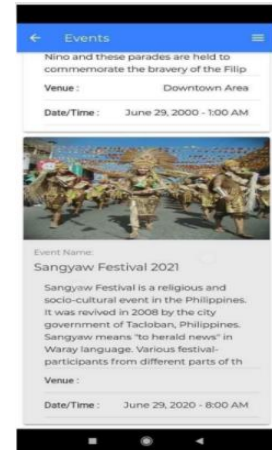 Events
Nino and these parades are held to
commemorate the bravery of the Filip
Venue :
Downtown Area
Date/Time :
June 29, 2000 - 1:00 AM
Event Name:
Sangyaw Festival 2021
Sangyaw Festival is a religious and
socio-cultural event in the Philippines.
It was revived in 2008 by the city
government of Tacloban, Philippines.
Sangyaw means "to herald news" in
Waray language. Various festival-
participants from different parts of th
Venue :
Date/Time :
June 29, 2020 - 8:00 AM